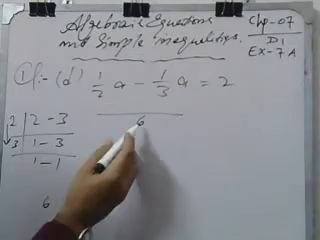 Algebraic Equations
and Simple inequalities.
Chp-07
D1
EX-7A
Q1:- (d) 1/2 a - 1/3 a = 2
2 | 2 - 3
3 | 1 - 3
1 - 1
6
6